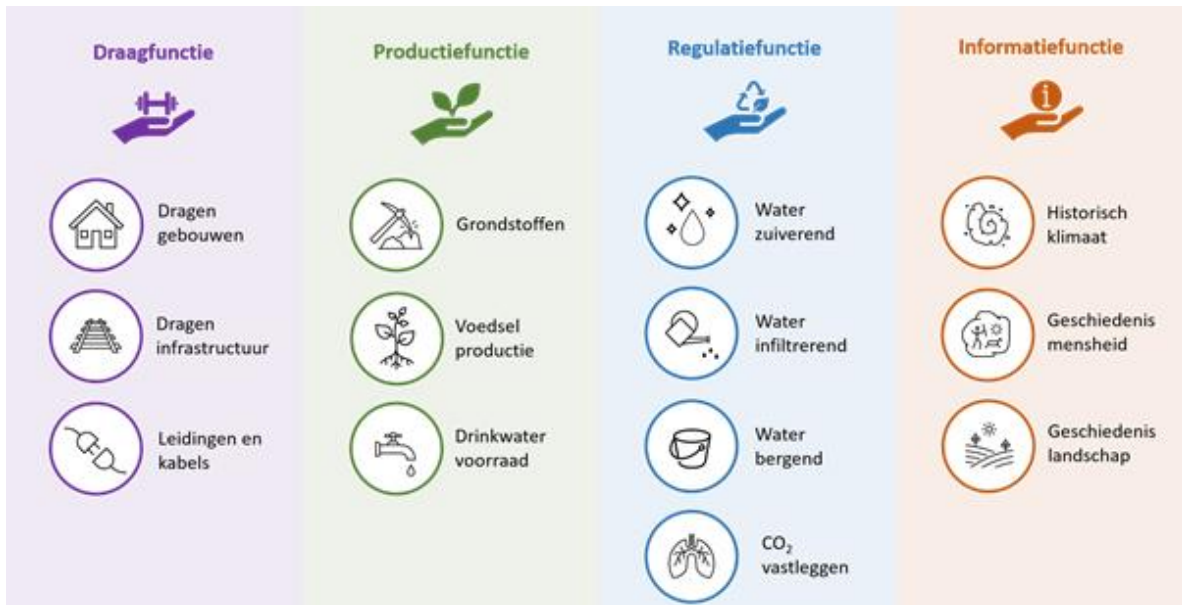 Draagfunctie
Dragen
gebouwen
Dragen
infrastructuur
Leidingen en
kabels
Productiefunctie
Grondstoffen
Voedsel
productie
Drinkwater
voorraad
Regulatiefunctie
Water
zuiverend
Water
infiltrerend
Water
bergend
CO₂
vastleggen
Informatiefunctie
i
Historisch
klimaat
Geschiedenis
mensheid
Geschiedenis
landschap